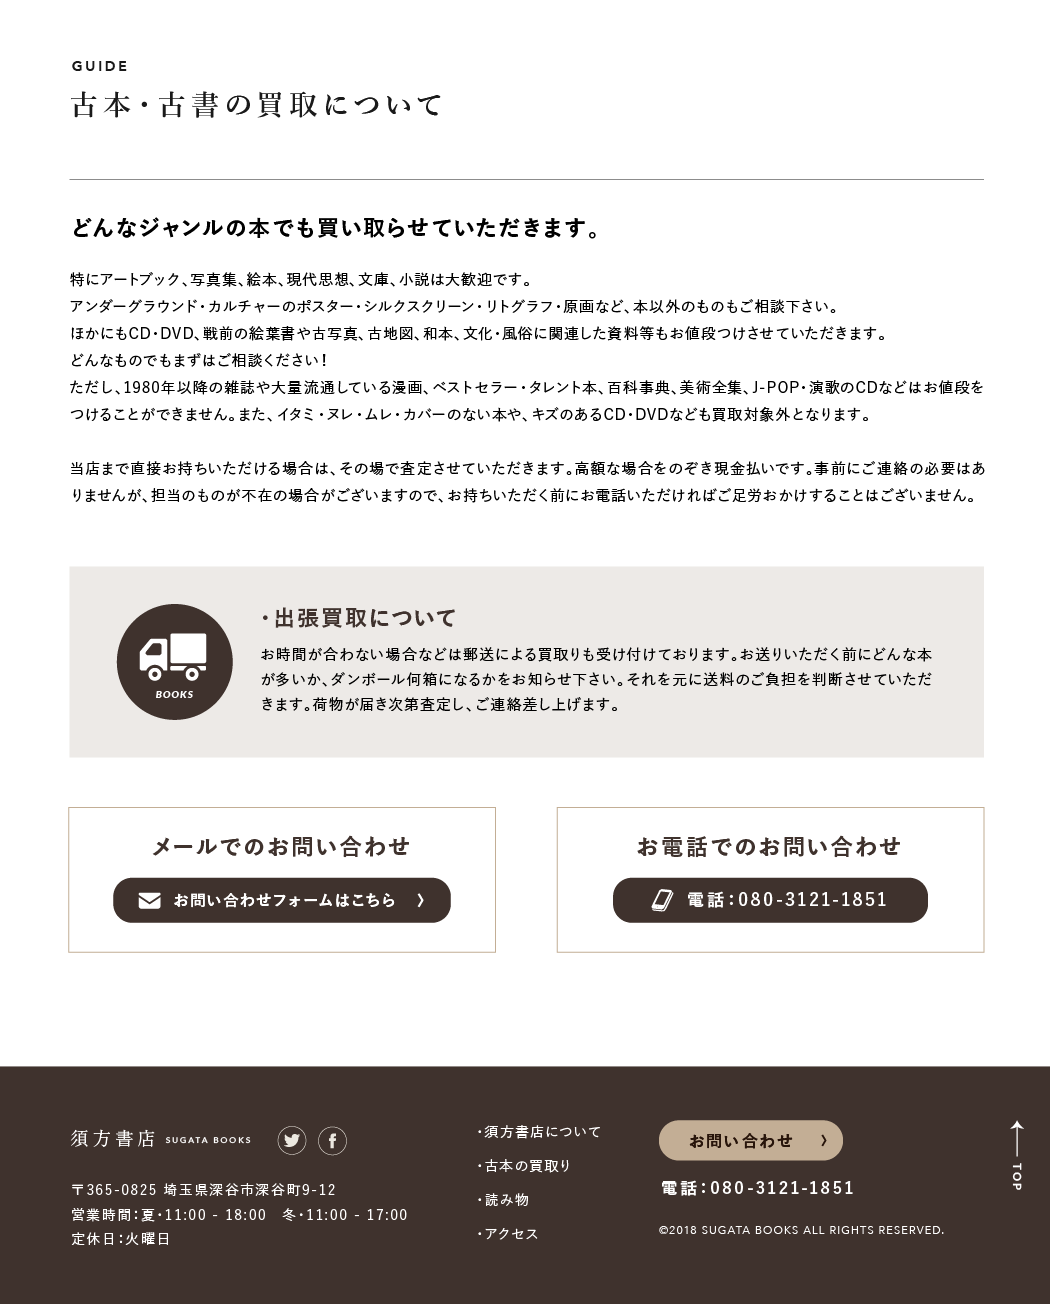 GUIDE
古本・古書の買取について
どんなジャンルの本でも買い取らせていただきます。
特にアートブック、写真集、絵本、現代思想、文庫、小説は大歓迎です。
アンダーグラウンド・カルチャーのポスター・シルクスクリーン・リトグラフ・原画など、本以外のものもご相談下さい。
ほかにもCD・DVD、戦前の絵葉書や古写真、古地図、和本、文化・風俗に関連した資料等もお値段つけさせていただきます。
どんなものでもまずはご相談ください！
ただし、1980年以降の雑誌や大量流通している漫画、ベストセラー・タレント本、百科事典、美術全集、J-POP・演歌のCDなどはお値段を
つけることができません。また、イタミ・ヌレ・ムレ・カバーのない本や、キズのあるCD・DVDなども買取対象外となります。
当店まで直接お持ちいただける場合は、その場で査定させていただきます。高額な場合をのぞき現金払いです。事前にご連絡の必要はあ
りませんが、担当のものが不在の場合がございますので、お持ちいただく前にお電話いただければご足労おかけすることはございません。
BOOKS
・出張買取について
お時間が合わない場合などは郵送による買取りも受け付けております。お送りいただく前にどんな本
が多いか、ダンボール何箱になるかをお知らせ下さい。それを元に送料のご負担を判断させていただ
きます。荷物が届き次第査定し、ご連絡差し上げます。
メールでのお問い合わせ
お問い合わせフォームはこちら 〉
お電話でのお問い合わせ
電話：080-3121-1851
須方書店 SUGATA BOOKS
〒365-0825 埼玉県深谷市深谷町9-12
営業時間：夏・11:00 - 18:00　冬・11:00 - 17:00
定休日：火曜日
・須方書店について
・古本の買取り
・読み物
・アクセス
お問い合わせ 〉
電話：080-3121-1851
©2018 SUGATA BOOKS ALL RIGHTS RESERVED.
TOP